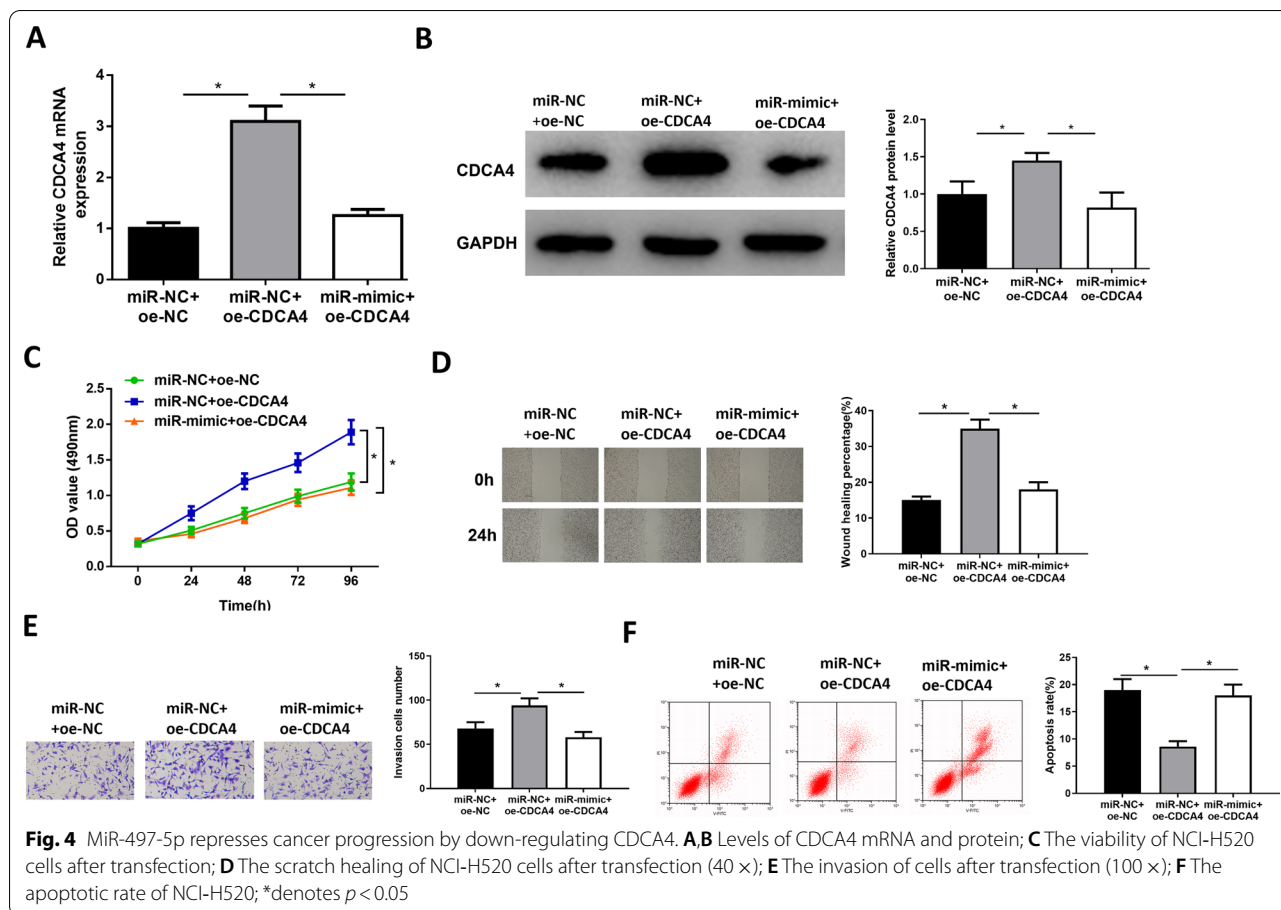 A
Relative CDCA4 mRNA
expression
4
3
2
1
0
*
*
miR-NC+
oe-NC
miR-NC+
oe-CDCA4
miR-mimic+
oe-CDCA4
B
miR-NC
+oe-NC
miR-NC+
oe-CDCA4
miR-mimic+
oe-CDCA4
CDCA4
GAPDH
Relative CDCA4 protein level
2.0
1.5
1.0
0.5
0.0
*
*
miR-NC+
oe-NC
miR-NC+
oe-CDCA4
miR-mimic+
oe-CDCA4
C
miR-NC+oe-NC
miR-NC+oe-CDCA4
miR-mimic+oe-CDCA4
OD value (490nm)
2.5
2.0
1.5
1.0
0.5
0.0
*
*
0
24
48
72
96
Time(h)
D
miR-NC
+oe-NC
miR-NC+
oe-CDCA4
miR-mimic+
oe-CDCA4
0h
24h
Wound healing percentage(%)
40
30
20
10
0
*
*
miR-NC+
oe-NC
miR-NC+
oe-CDCA4
miR-mimic+
oe-CDCA4
E
miR-NC
+oe-NC
miR-NC+
oe-CDCA4
miR-mimic+
oe-CDCA4
Invasion cells number
150
100
50
0
*
*
miR-NC+
oe-NC
miR-NC+
oe-CDCA4
miR-mimic+
oe-CDCA4
F
miR-NC
+oe-NC
miR-NC+
oe-CDCA4
miR-mimic+
oe-CDCA4
PI
V-FITC
PI
V-FITC
PI
V-FITC
Apoptosis rate(%)
25
20
15
10
5
0
*
*
miR-NC+
oe-NC
miR-NC+
oe-CDCA4
miR-mimic+
oe-CDCA4
Fig. 4 MiR-497-5p represses cancer progression by down-regulating CDCA4. A,B Levels of CDCA4 mRNA and protein; C The viability of NCI-H520
cells after transfection; D The scratch healing of NCI-H520 cells after transfection (40 ×); E The invasion of cells after transfection (100 ×); F The
apoptotic rate of NCI-H520; *denotes p < 0.05